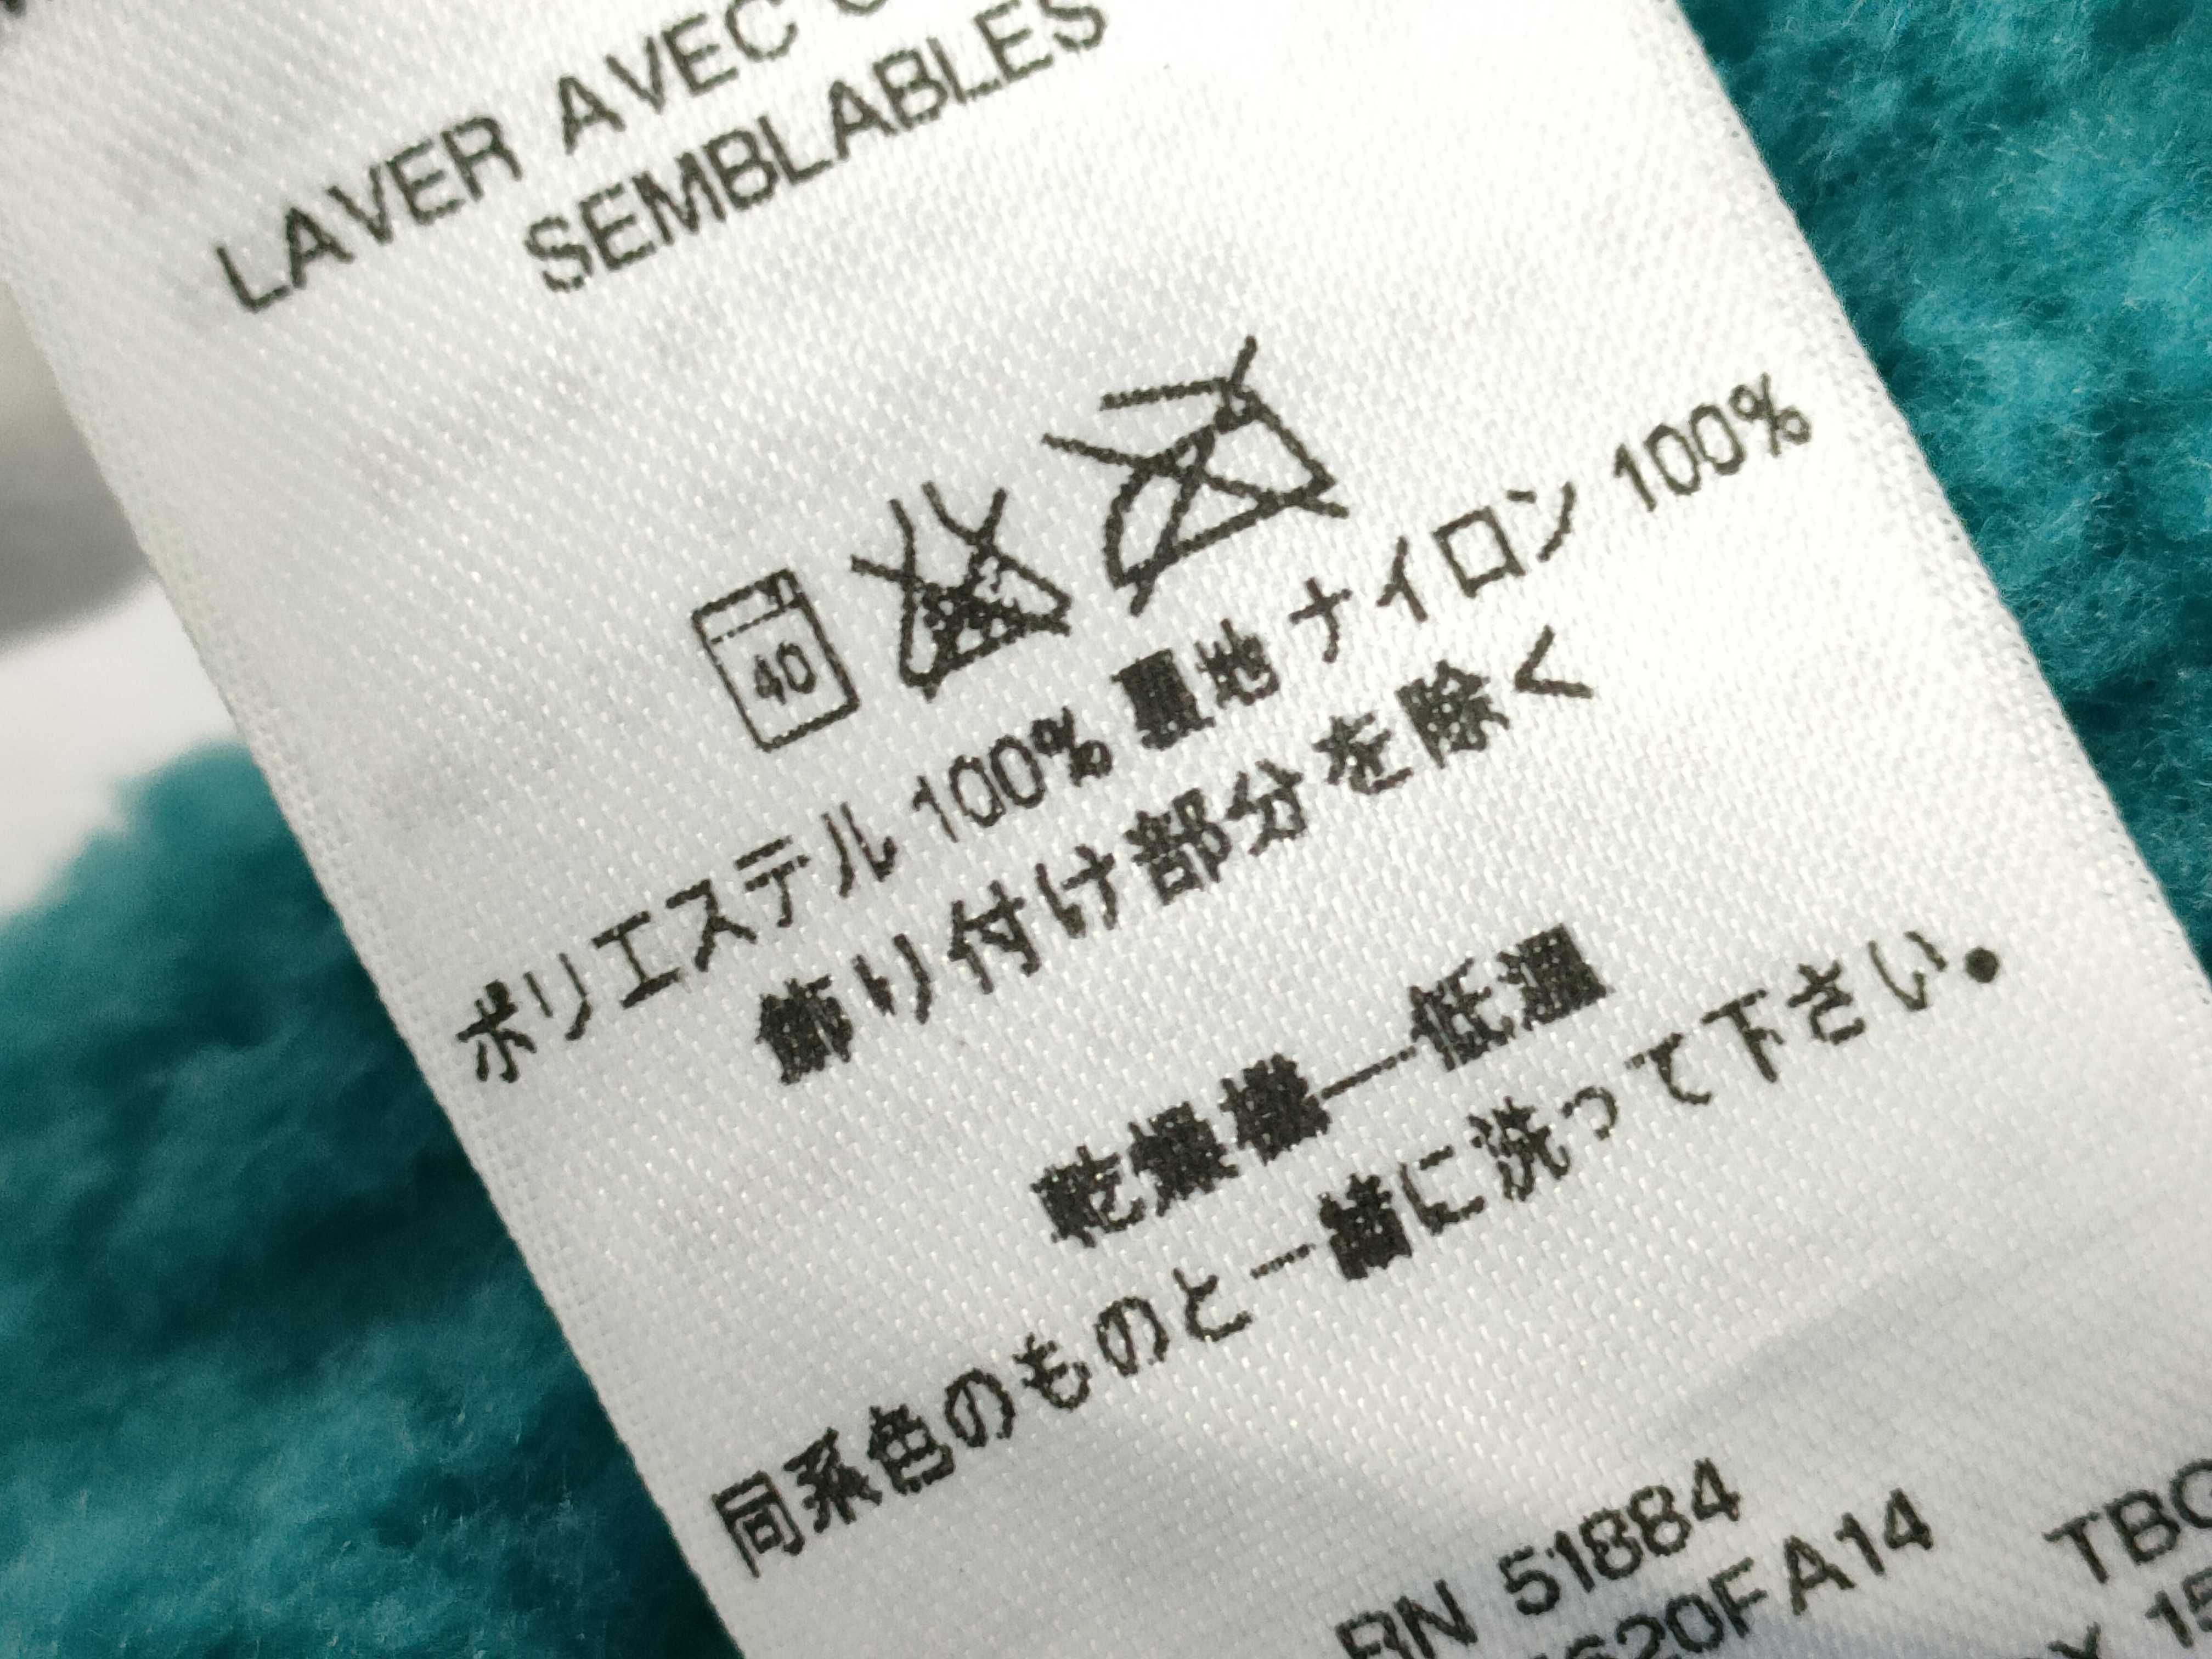 LAVER AVEC
SEMBLABLES
40
ポリエステル 100% 裏地 ナイロン 100%
飾り付け部分を除く
乾燥機—低温
同系色のものと一緒に洗って下さい。
RN 51884
620FA14